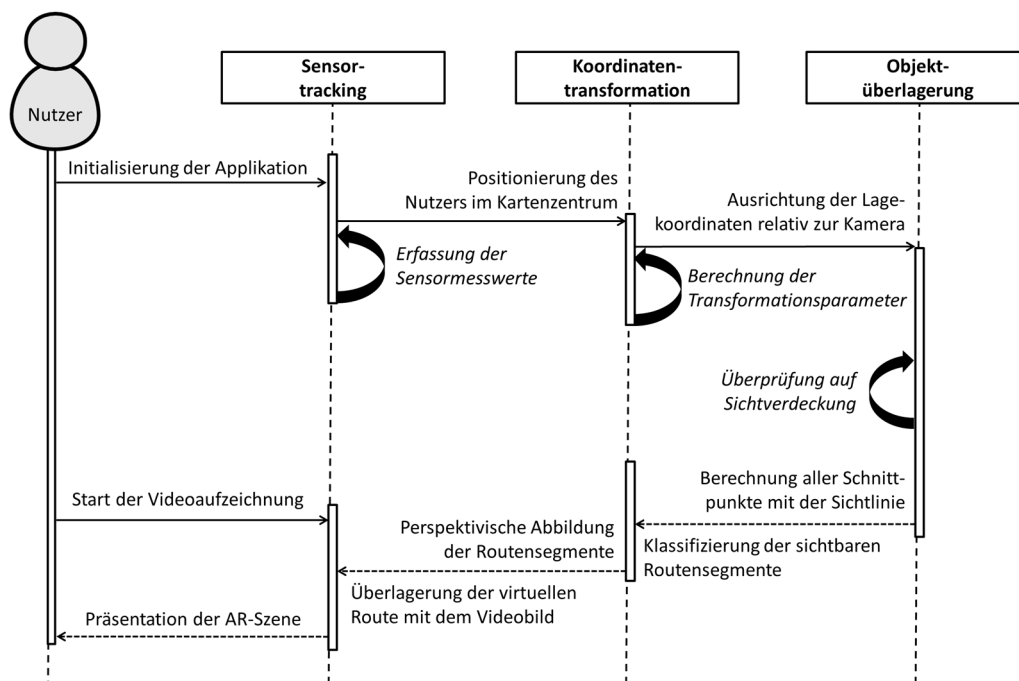 Nutzer
Sensor-
tracking
Koordinaten-
transformation
Objekt-
überlagerung
Initialisierung der Applikation
Positionierung des
Nutzers im Kartenzentrum
Ausrichtung der Lage-
koordinaten relativ zur Kamera
Erfassung der
Sensormesswerte
Berechnung der
Transformationsparameter
Überprüfung auf
Sichtverdeckung
Berechnung aller Schnitt-
punkte mit der Sichtlinie
Start der Videoaufzeichnung
Perspektivische Abbildung
der Routensegmente
Klassifizierung der sichtbaren
Routensegmente
Überlagerung der virtuellen
Route mit dem Videobild
Präsentation der AR-Szene